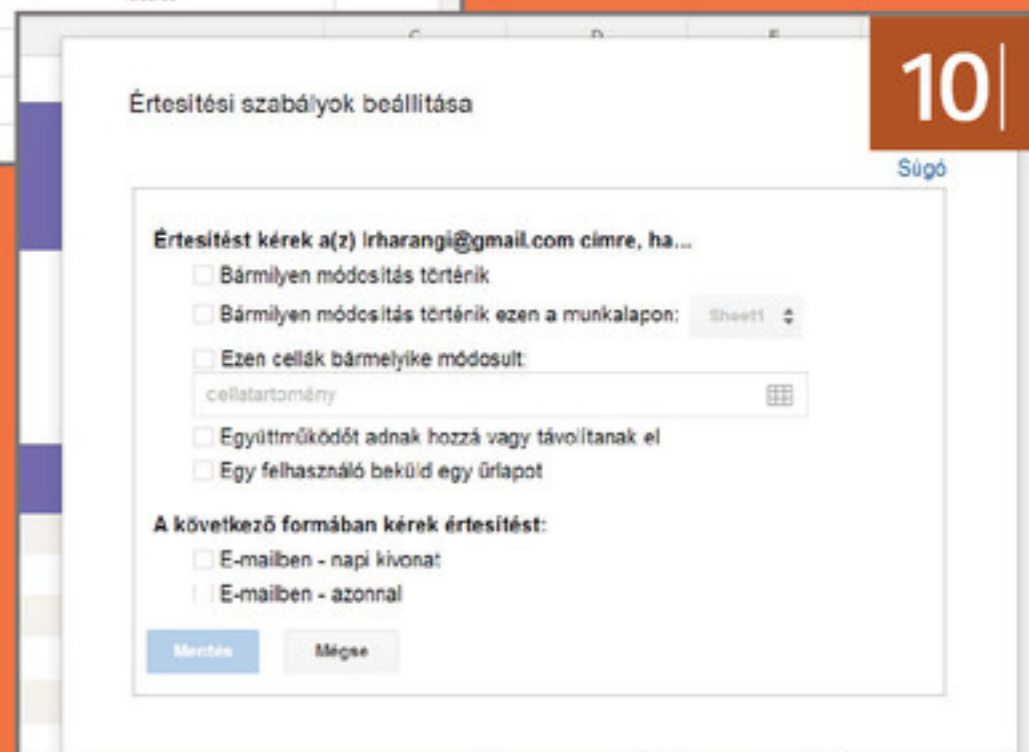 C D E
10
Értesítési szabályok beállítása
Súgó
Értesítést kérek a(z) lrharangi@gmail.com címre, ha...
Bármilyen módosítás történik
Bármilyen módosítás történik ezen a munkalapon: Sheet1
Ezen cellák bármelyike módosult:
cellatartomány
Együttműködőt adnak hozzá vagy távolítanak el
Egy felhasználó beküld egy űrlapot
A következő formában kérek értesítést:
E-mailben - napi kivonat
E-mailben - azonnal
Mentés Mégse